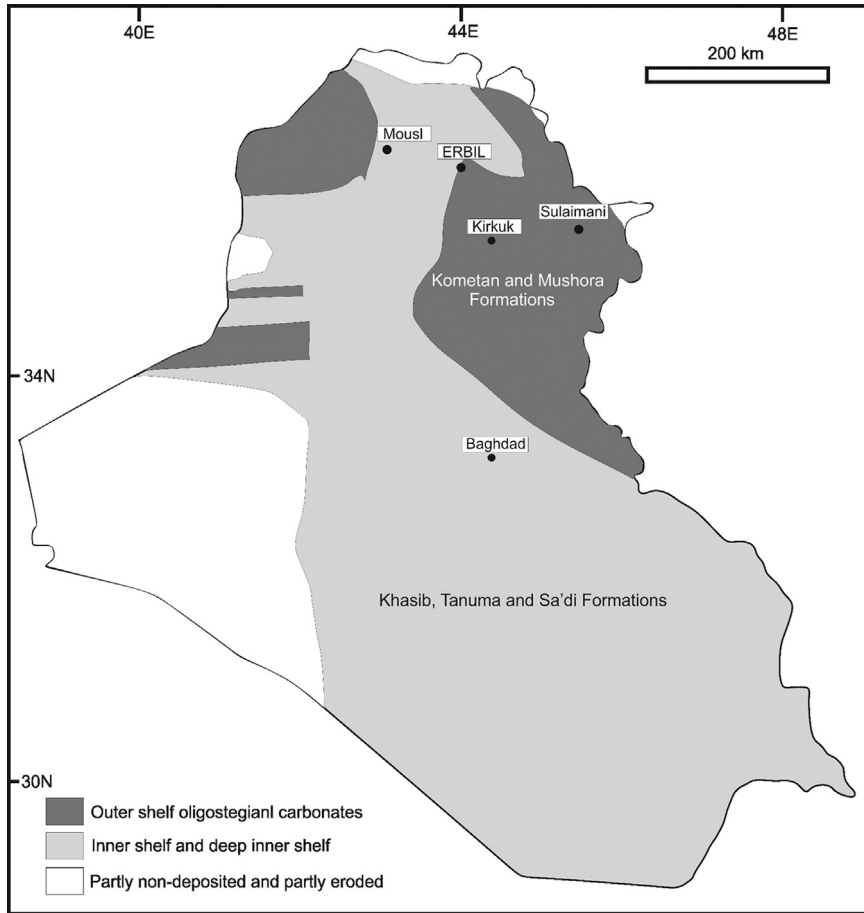 40E
44E
48E
200 km
Mousl
ERBIL
Sulaimani
Kirkuk
Kometan and Mushora
Formations
34N
Baghdad
Khasib, Tanuma and Sa'di Formations
30N
Outer shelf oligostegianl carbonates
Inner shelf and deep inner shelf
Partly non-deposited and partly eroded